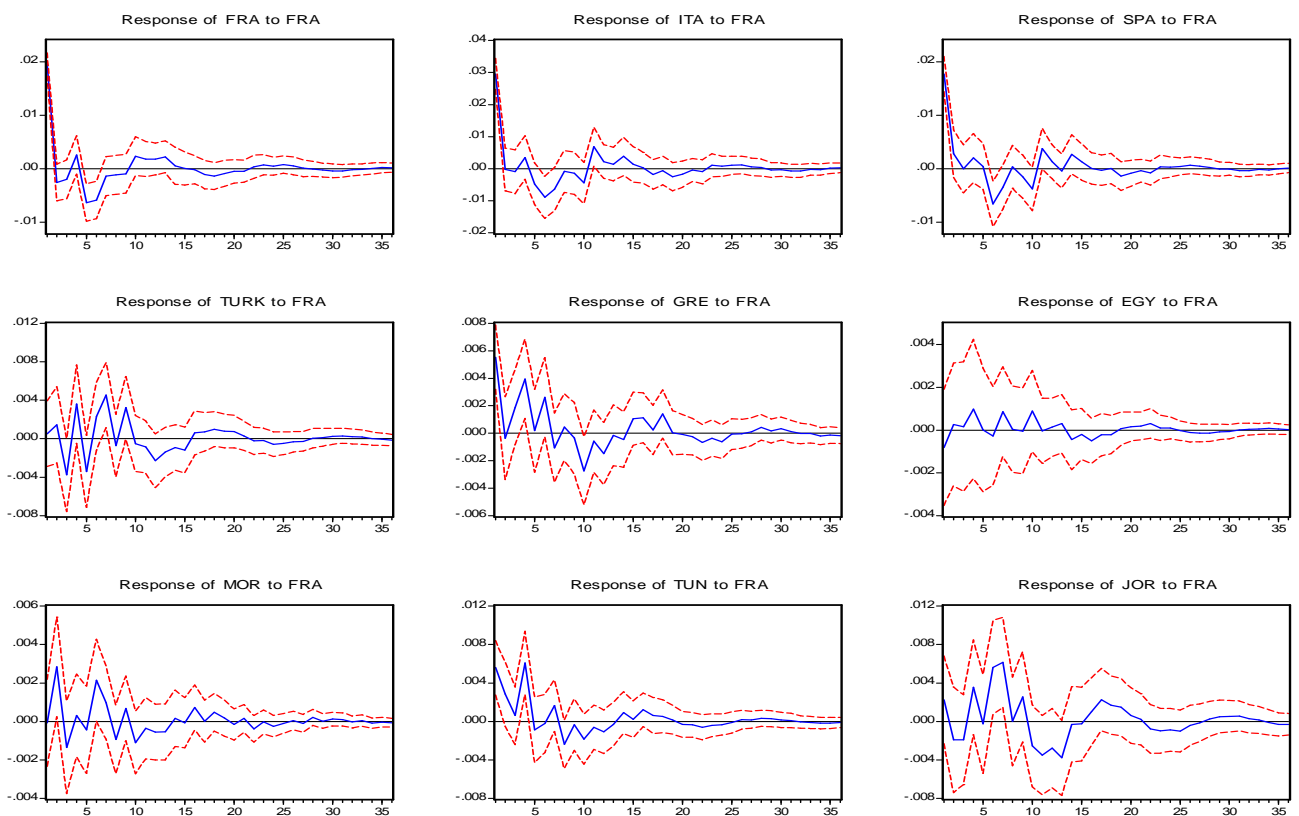 Response of FRA to FRA
Response of ITA to FRA
Response of SPA to FRA
.02
.01
.00
-.01
5 10 15 20 25 30 35
.04
.03
.02
.01
.00
-.01
-.02
5 10 15 20 25 30 35
.02
.01
.00
-.01
5 10 15 20 25 30 35
Response of TURK to FRA
Response of GRE to FRA
Response of EGY to FRA
.012
.008
.004
.000
-.004
-.008
5 10 15 20 25 30 35
.008
.006
.004
.002
.000
-.002
-.004
-.006
5 10 15 20 25 30 35
.004
.002
.000
-.002
-.004
5 10 15 20 25 30 35
Response of MOR to FRA
Response of TUN to FRA
Response of JOR to FRA
.006
.004
.002
.000
-.002
-.004
5 10 15 20 25 30 35
.012
.008
.004
.000
-.004
-.008
5 10 15 20 25 30 35
.012
.008
.004
.000
-.004
-.008
5 10 15 20 25 30 35